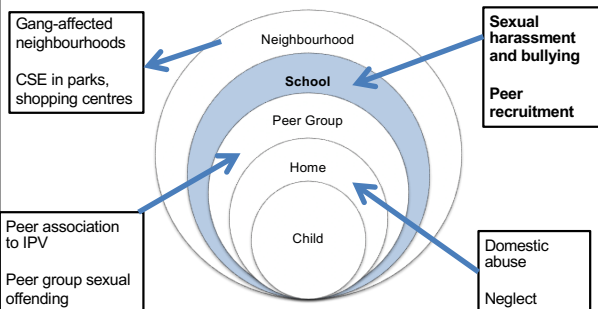 Gang-affected
neighbourhoods
CSE in parks,
shopping centres
Neighbourhood
School
Peer Group
Home
Child
Sexual
harassment
and bullying
Peer
recruitment
Peer association
to IPV
Peer group sexual
offending
Domestic
abuse
Neglect